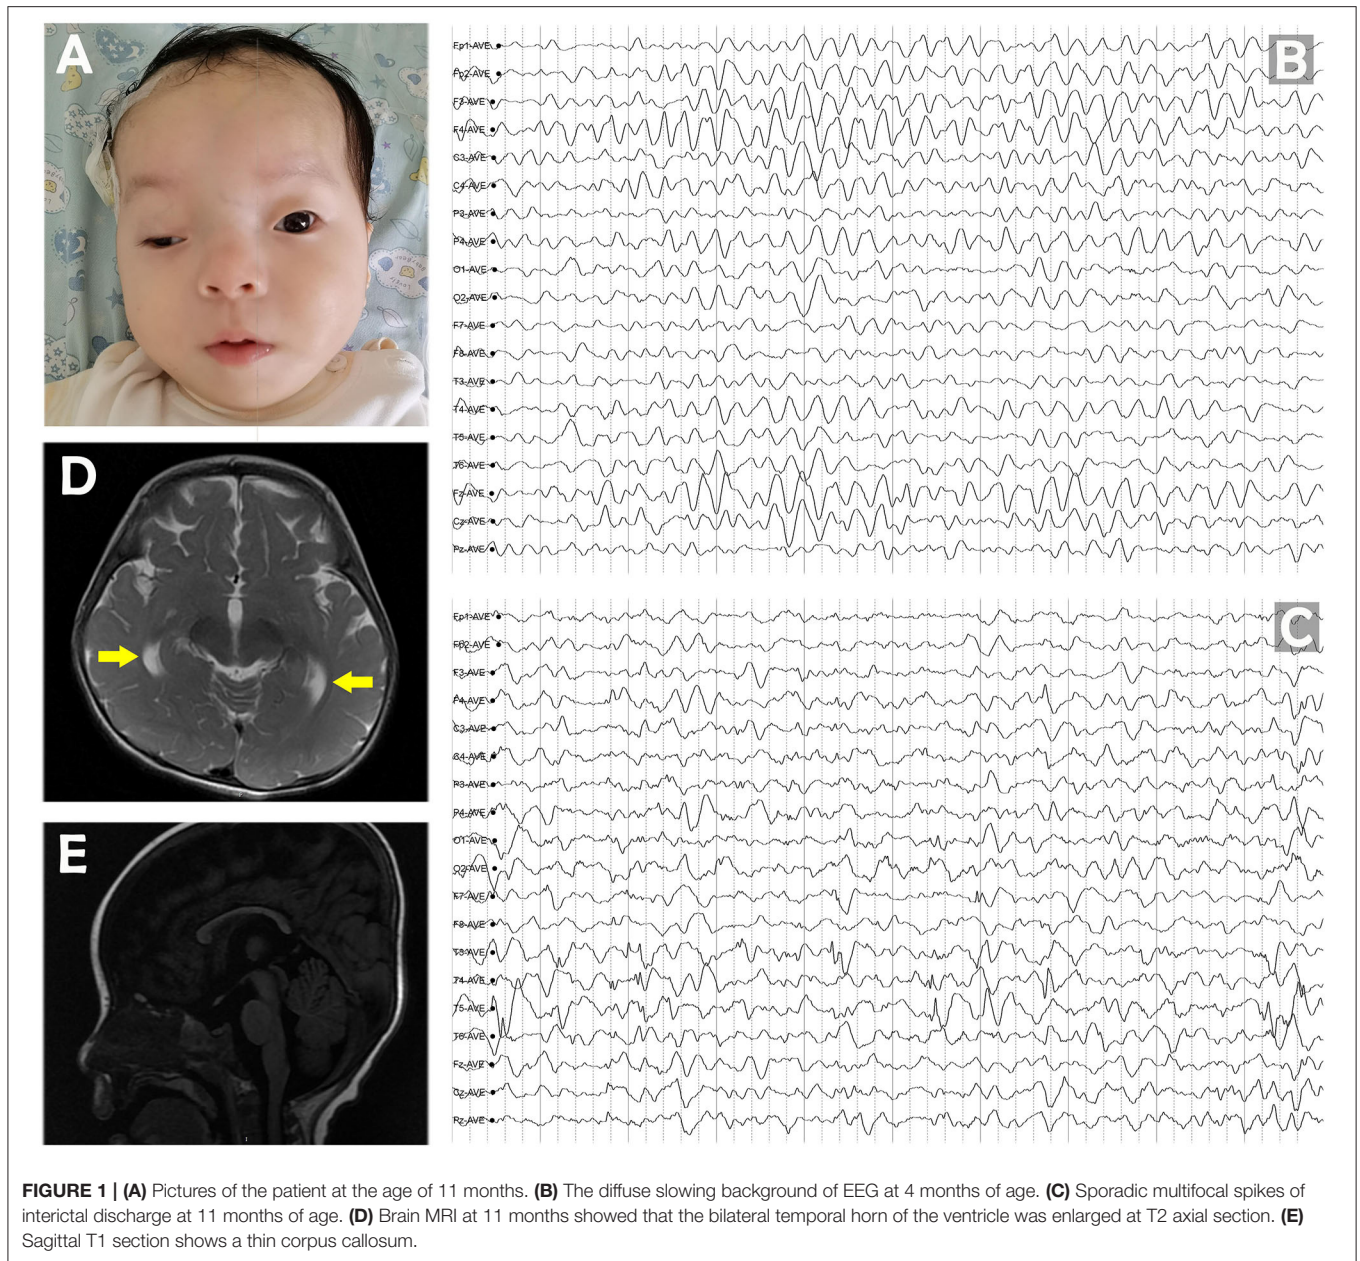 A
B
Fp1-AVE
Fp2-AVE
F3-AVE
F4-AVE
C3-AVE
C4-AVE
P3-AVE
P4-AVE
O1-AVE
O2-AVE
F7-AVE
F8-AVE
T3-AVE
T4-AVE
T5-AVE
T6-AVE
Fz-AVE
Cz-AVE
Pz-AVE
D
C
Fp1-AVE
Fp2-AVE
F3-AVE
F4-AVE
C3-AVE
C4-AVE
P3-AVE
P4-AVE
O1-AVE
O2-AVE
F7-AVE
F8-AVE
T3-AVE
T4-AVE
T5-AVE
T6-AVE
Fz-AVE
Cz-AVE
Pz-AVE
E
FIGURE 1 | (A) Pictures of the patient at the age of 11 months. (B) The diffuse slowing background of EEG at 4 months of age. (C) Sporadic multifocal spikes of
interictal discharge at 11 months of age. (D) Brain MRI at 11 months showed that the bilateral temporal horn of the ventricle was enlarged at T2 axial section. (E)
Sagittal T1 section shows a thin corpus callosum.